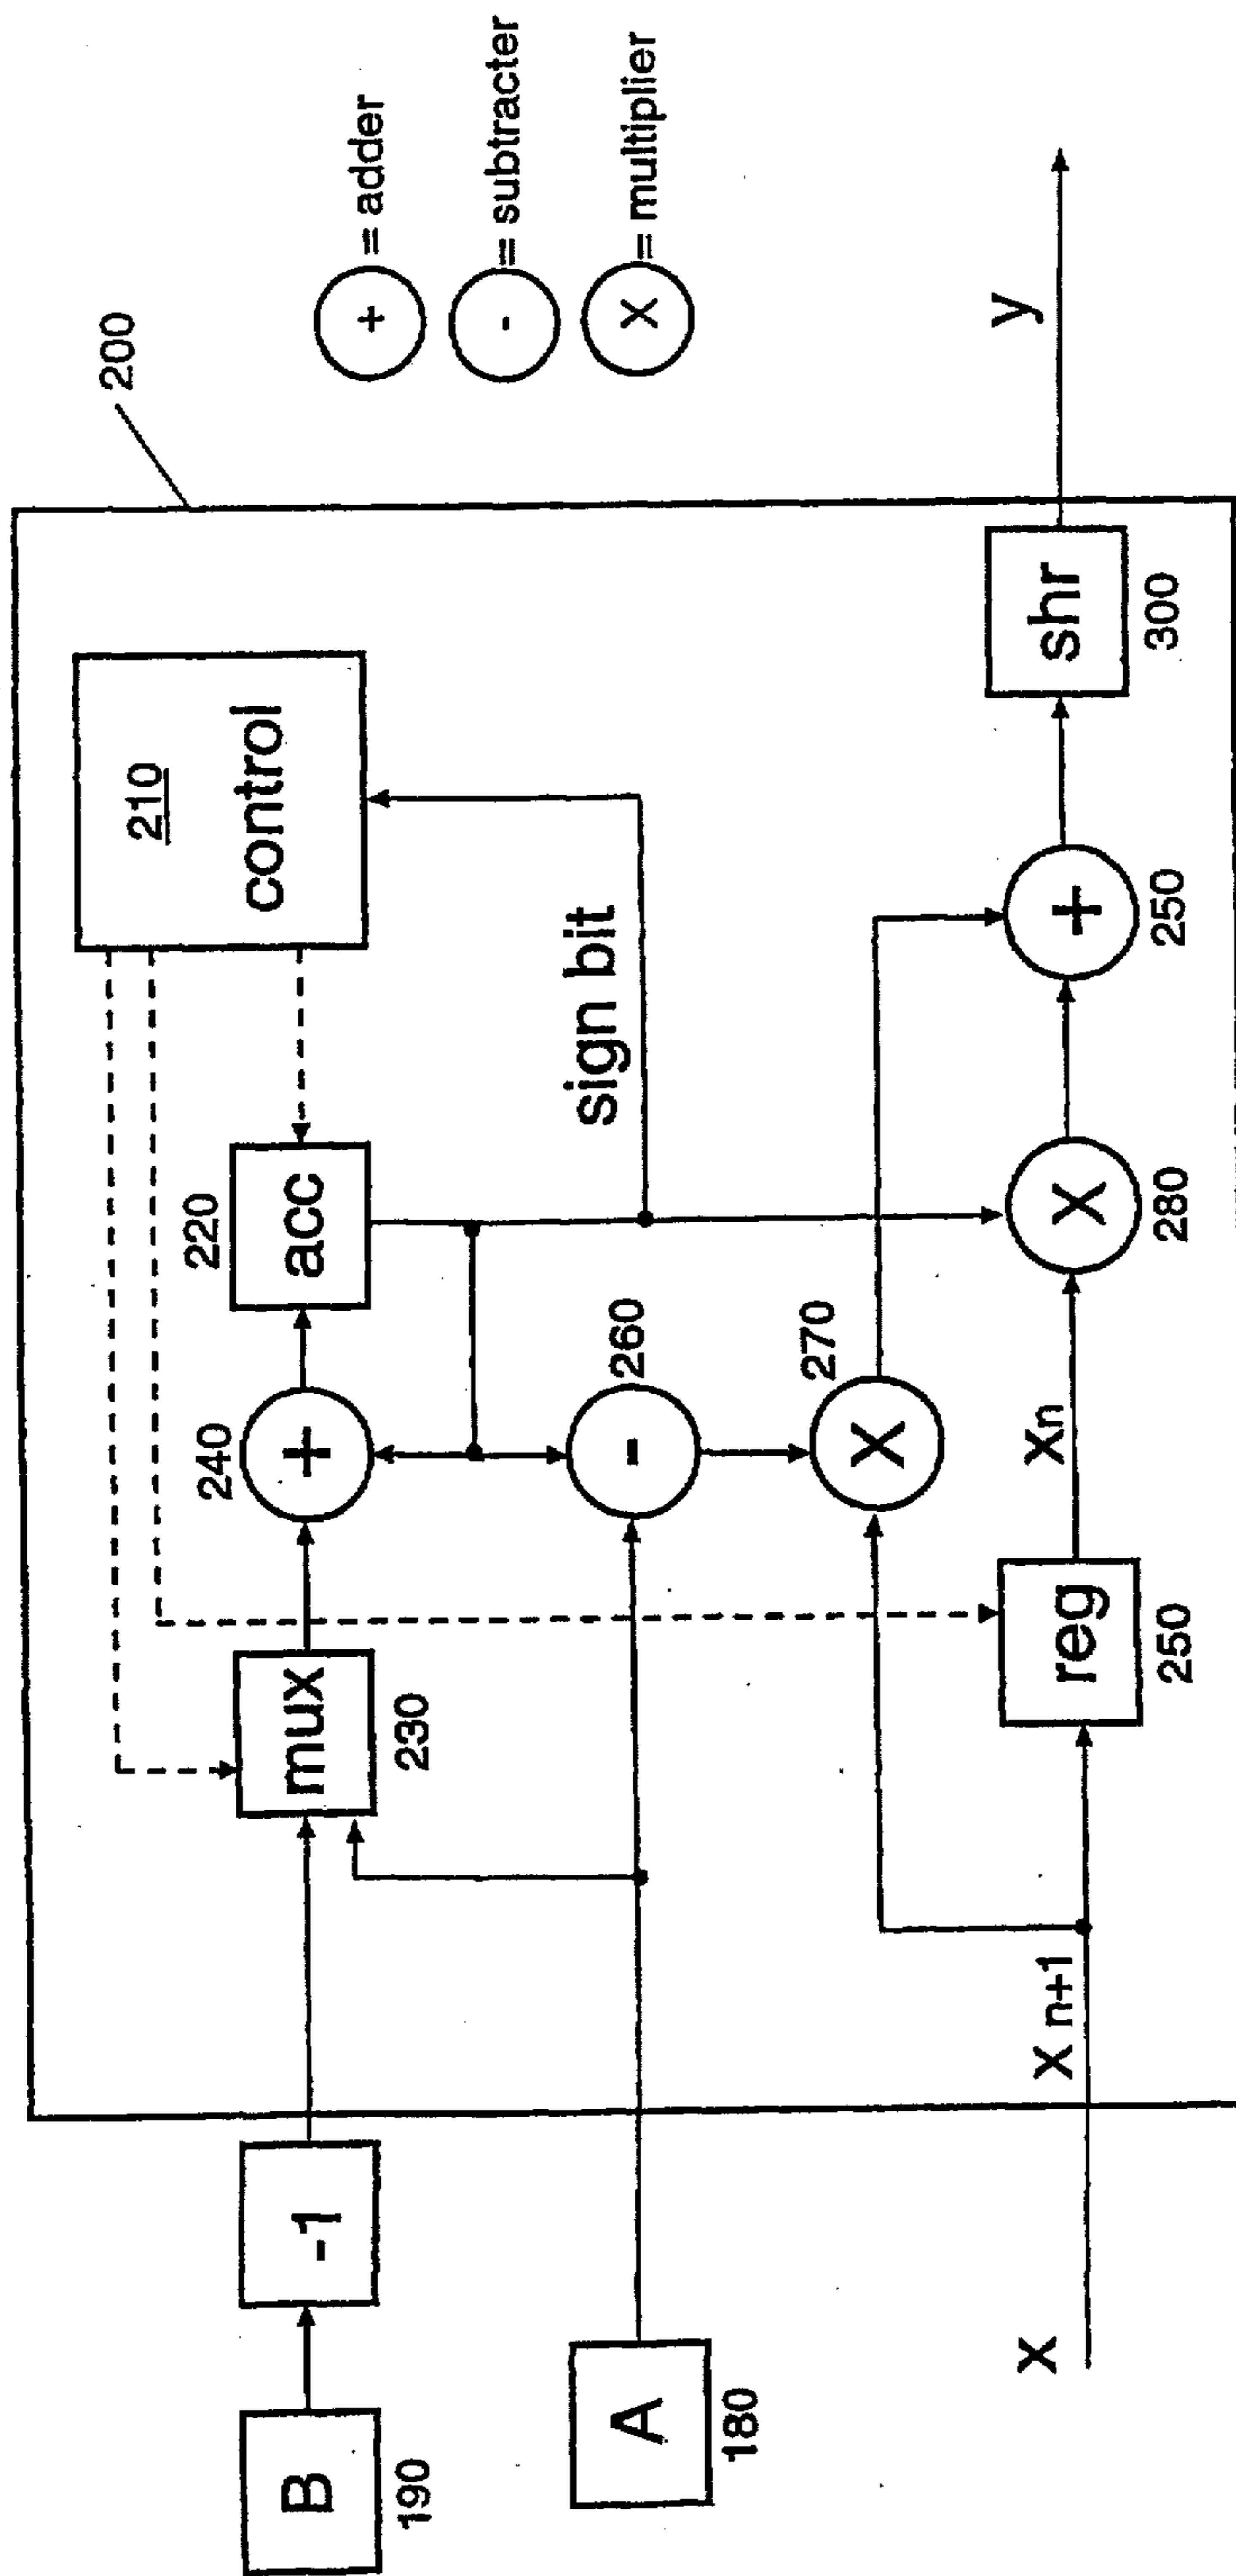 200
210
control
+ = adder
- = subtracter
X = multiplier
B
190
-1
mux
230
240
+
220
acc
sign bit
A
180
-
260
X
270
x
X n+1
reg
250
Xn
X
280
+
250
shr
300
y